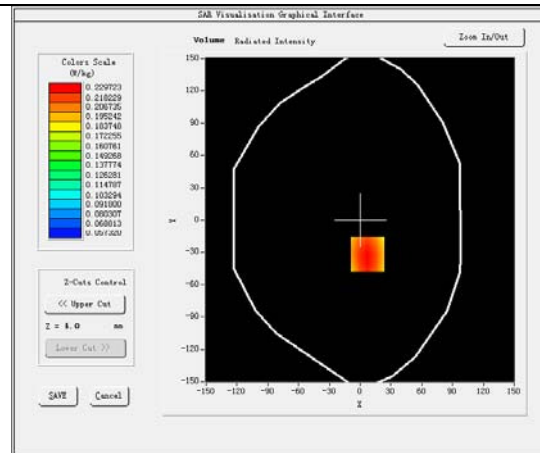 SAR Visualisation Graphical Interface
Volume Radiated Intensity
Zoom In/Out
Colors Scale
(W/kg)
0.229723
0.218229
0.206735
0.195242
0.183748
0.172255
0.160761
0.149268
0.137774
0.126281
0.114787
0.103294
0.091800
0.080307
0.068813
0.057320
Z-Cuts Control
<< Upper Cut
Z = 4.0 mm
Lower Cut >>
SAVE
Cancel
150
120
90
60
30
0
-30
-60
-90
-120
-150
Y
-150 -120 -90 -60 -30 0 30 60 90 120 150
X